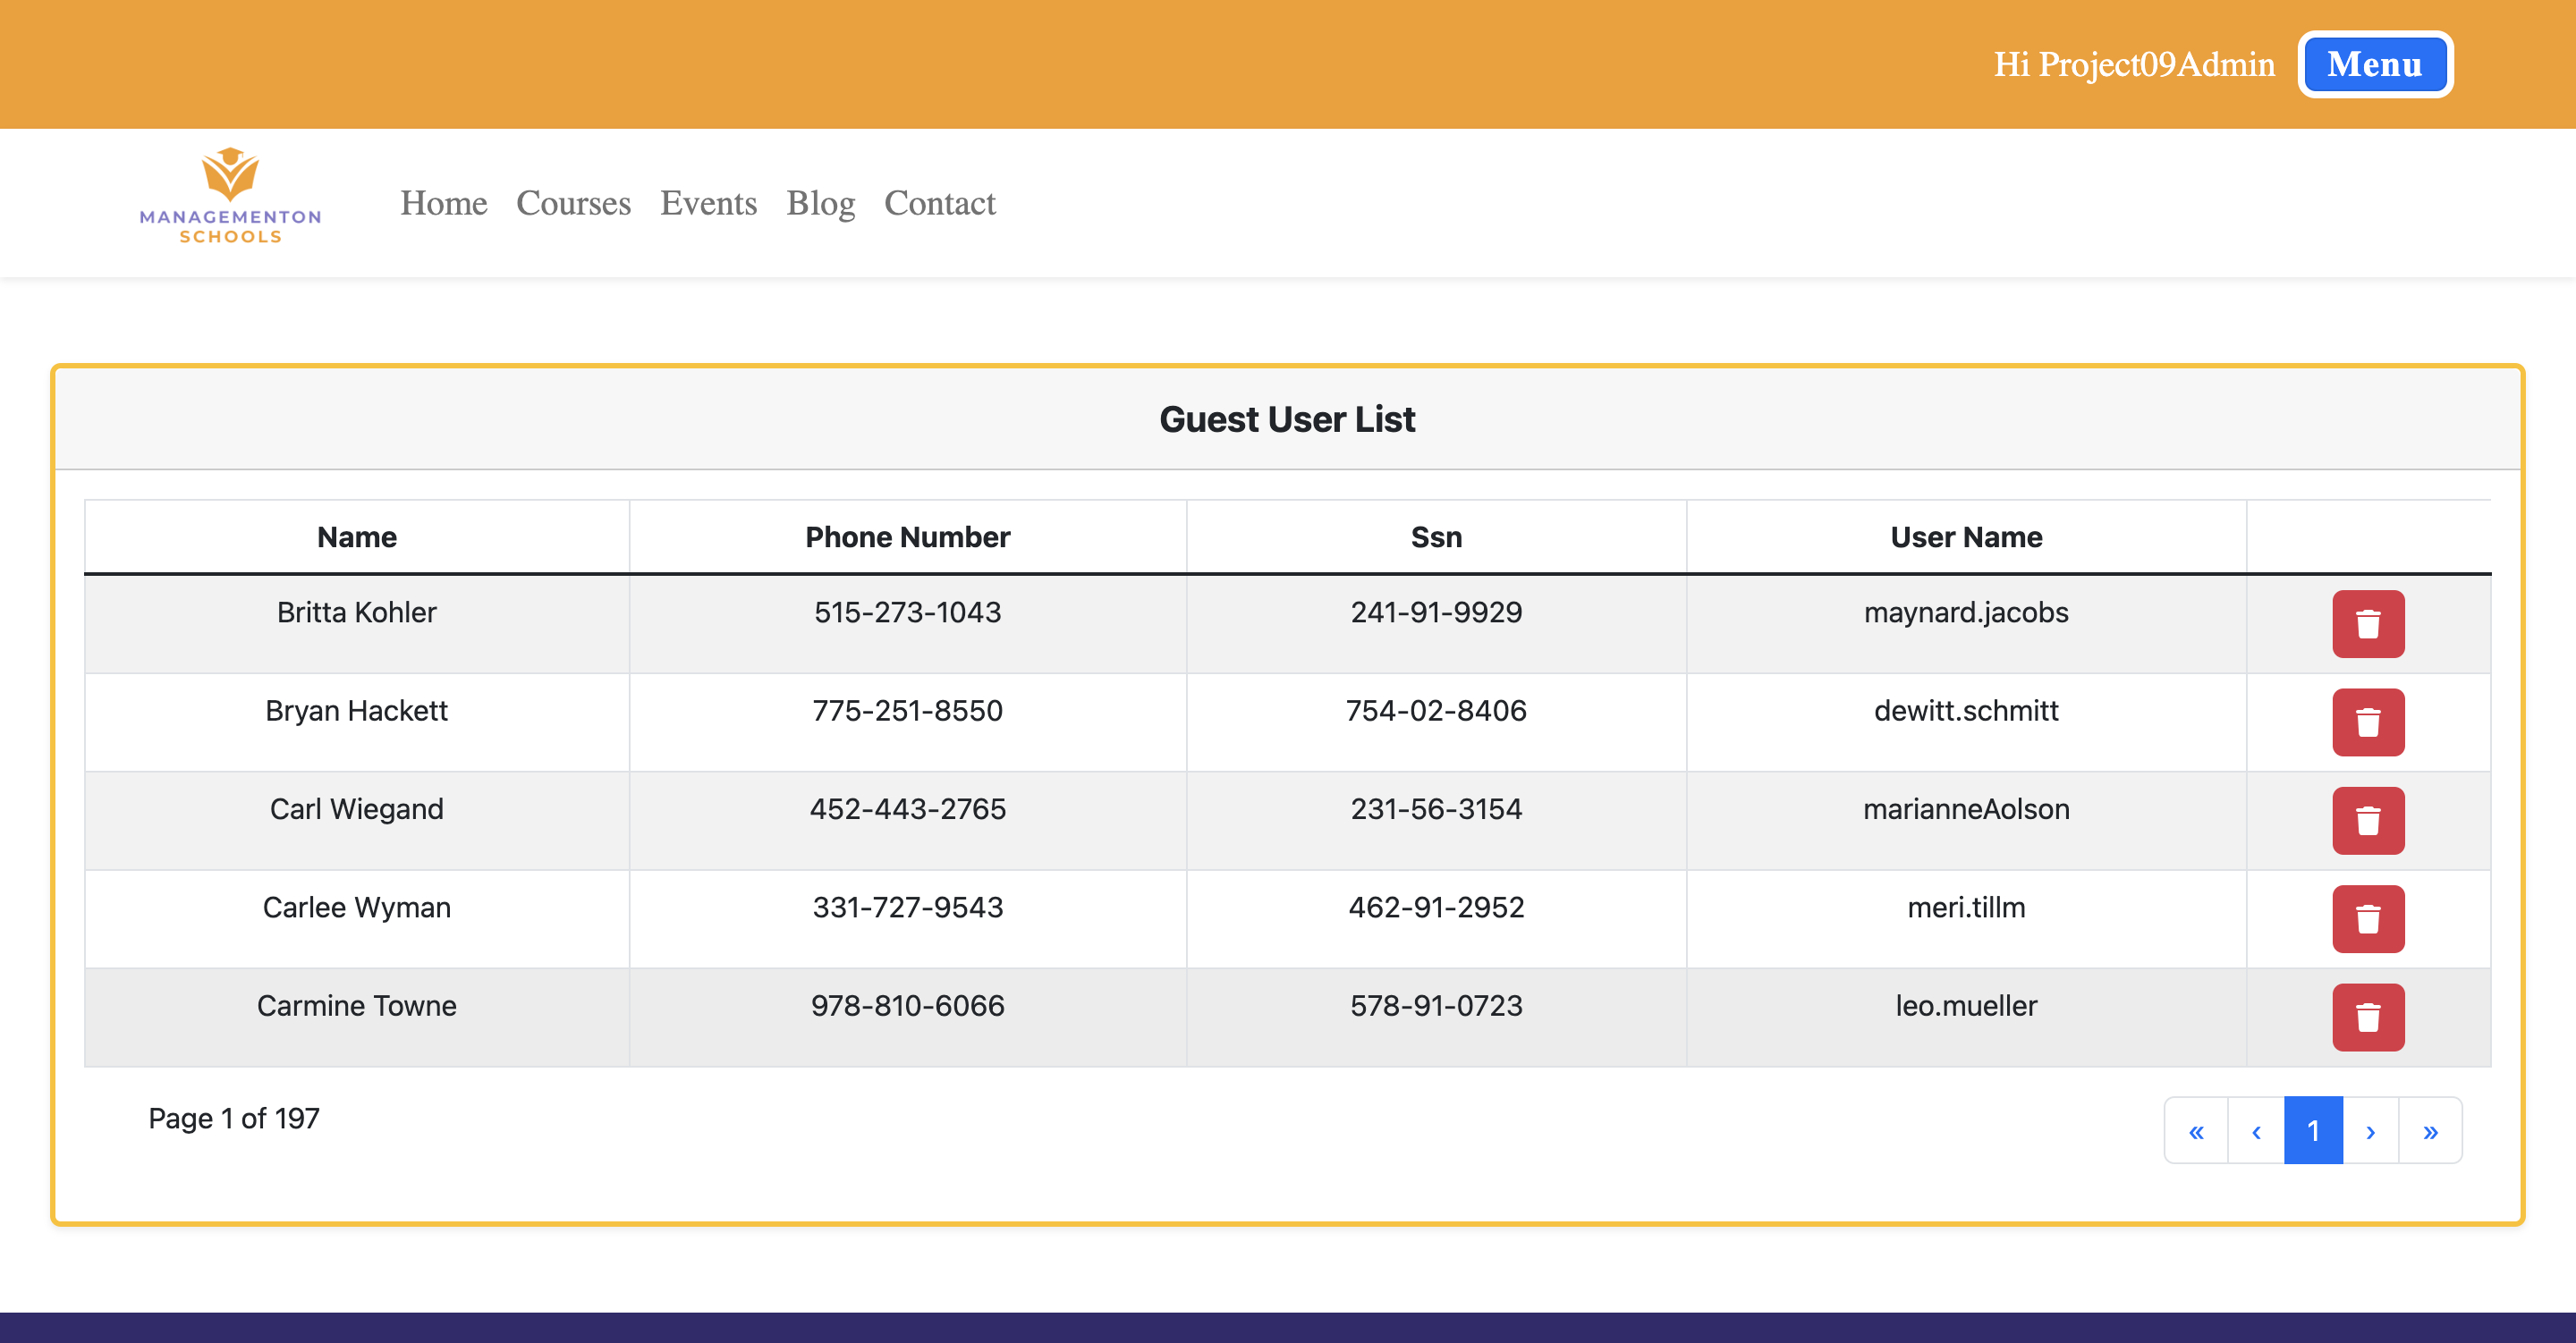 Hi Project09Admin Menu
MANAGEMENTON
SCHOOLS
Home Courses Events Blog Contact
Guest User List
Name Phone Number Ssn User Name
Britta Kohler 515-273-1043 241-91-9929 maynard.jacobs
Bryan Hackett 775-251-8550 754-02-8406 dewitt.schmitt
Carl Wiegand 452-443-2765 231-56-3154 marianneAolson
Carlee Wyman 331-727-9543 462-91-2952 meri.tillm
Carmine Towne 978-810-6066 578-91-0723 leo.mueller
Page 1 of 197 « ‹ 1 › »